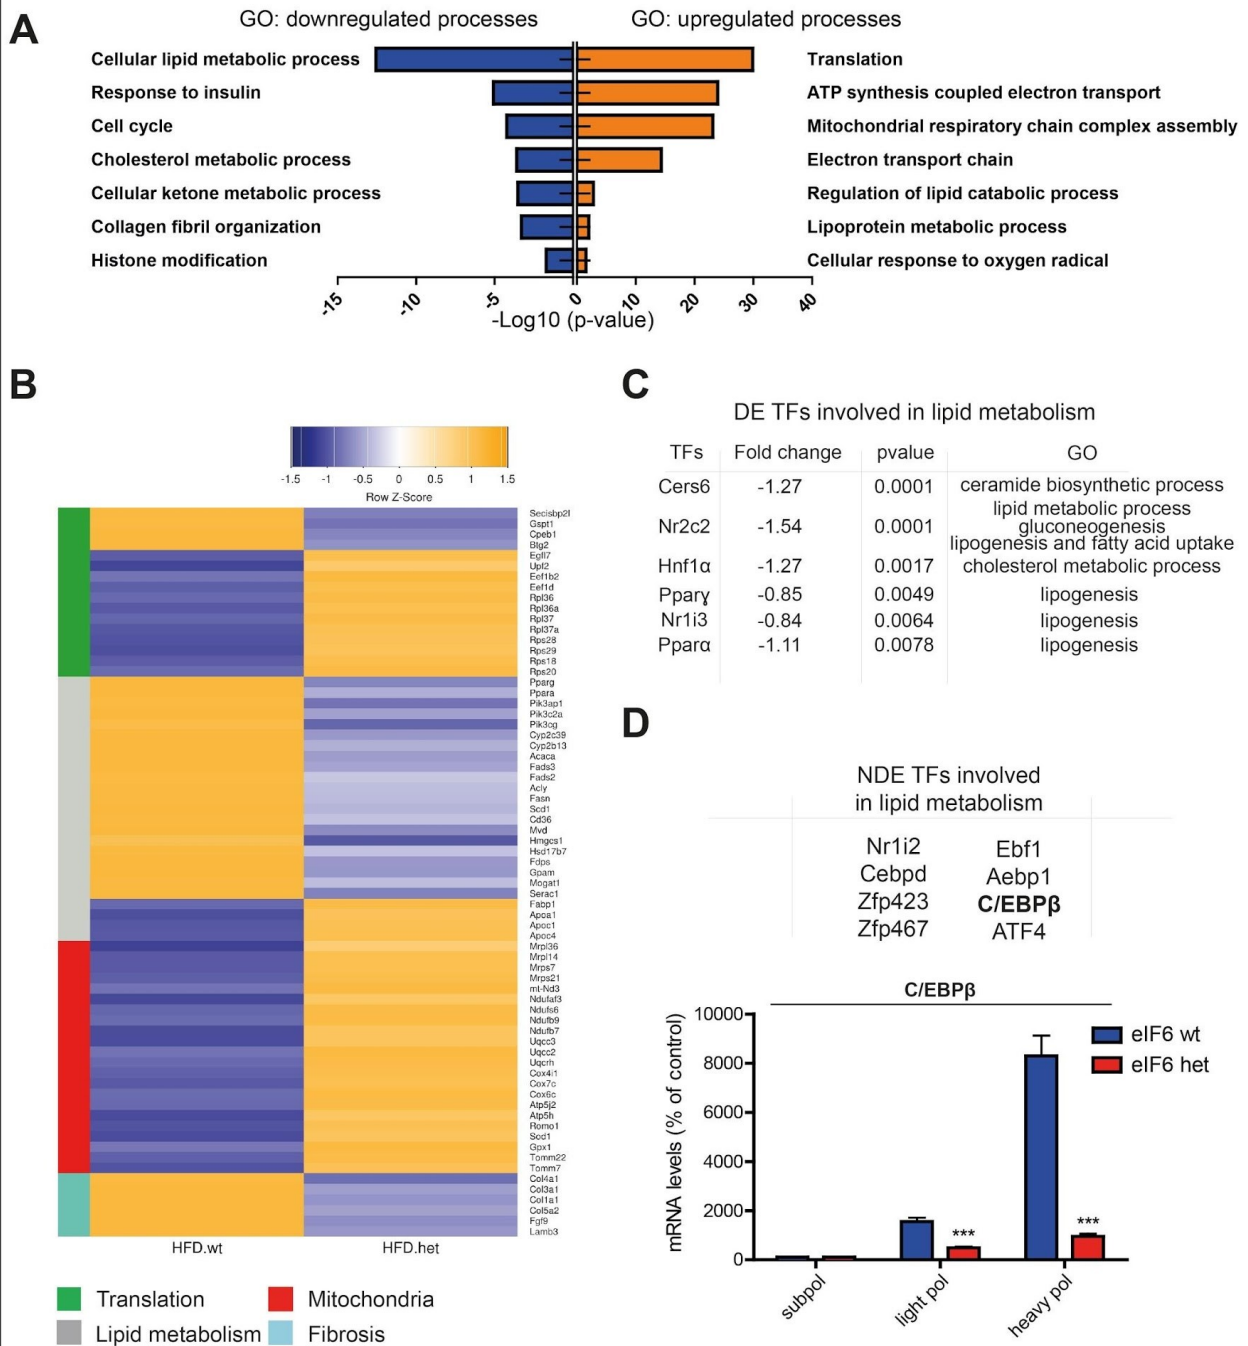 A
GO: downregulated processes
GO: upregulated processes
Cellular lipid metabolic process
Response to insulin
Cell cycle
Cholesterol metabolic process
Cellular ketone metabolic process
Collagen fibril organization
Histone modification
Translation
ATP synthesis coupled electron transport
Mitochondrial respiratory chain complex assembly
Electron transport chain
Regulation of lipid catabolic process
Lipoprotein metabolic process
Cellular response to oxygen radical
-15 -10 -5 0 10 20 30 40
-Log10 (p-value)
B
-1.5 -1 -0.5 0 0.5 1 1.5
Row Z-Score
Secisbp2l
Gspt1
Cpeb1
Btg2
Egfl7
Upf2
Eef1b2
Eef1d
Rpl36
Rpl36a
Rpl37
Rpl37a
Rps28
Rps29
Rps18
Rps20
Pparg
Ppara
Pik3ap1
Pik3c2a
Pik3cg
Cyp2c39
Cyp2b13
Acaca
Fads3
Fads2
Acly
Fasn
Scd1
Cd36
Mvd
Hmgcs1
Hsd17b7
Fdps
Gpam
Mogat1
Serac1
Fabp1
Apoa1
Apoc1
Apoc4
Mrpl36
Mrpl14
Mrps7
Mrps21
mt-Nd3
Ndufaf3
Ndufs6
Ndufb9
Ndufb7
Uqcc3
Uqcc2
Uqcrh
Cox4i1
Cox7c
Cox6c
Atp5j2
Atp5h
Romo1
Sod1
Gpx1
Tomm22
Tomm7
Col4a1
Col3a1
Col1a1
Col5a2
Fgf9
Lamb3
HFD.wt HFD.het
Translation
Mitochondria
Lipid metabolism
Fibrosis
C
DE TFs involved in lipid metabolism
TFs Fold change pvalue GO
Cers6 -1.27 0.0001 ceramide biosynthetic process
lipid metabolic process
Nr2c2 -1.54 0.0001 gluconeogenesis
lipogenesis and fatty acid uptake
Hnf1α -1.27 0.0017 cholesterol metabolic process
Pparɣ -0.85 0.0049 lipogenesis
Nr1i3 -0.84 0.0064 lipogenesis
Pparα -1.11 0.0078 lipogenesis
D
NDE TFs involved
in lipid metabolism
Nr1i2 Ebf1
Cebpd Aebp1
Zfp423 C/EBPβ
Zfp467 ATF4
C/EBPβ
mRNA levels (% of control)
10000
8000
6000
4000
2000
0
eIF6 wt
eIF6 het
***
***
subpol
light pol
heavy pol